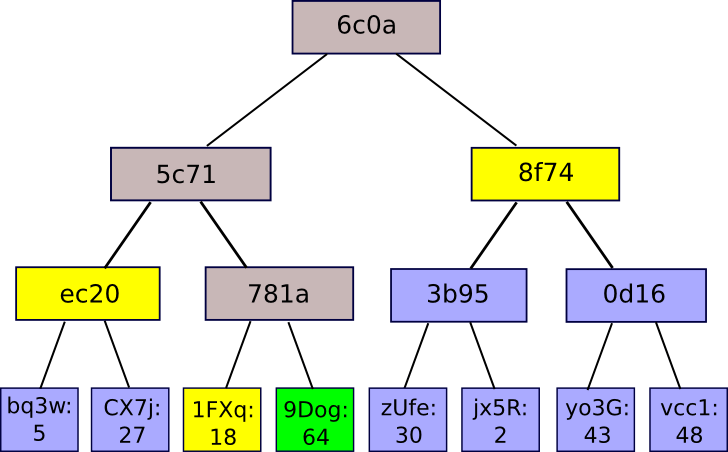 6c0a
5c71
8f74
ec20
781a
3b95
0d16
bq3w:
5
CX7j:
27
1FXq:
18
9Dog:
64
zUfe:
30
jx5R:
2
yo3G:
43
vcc1:
48